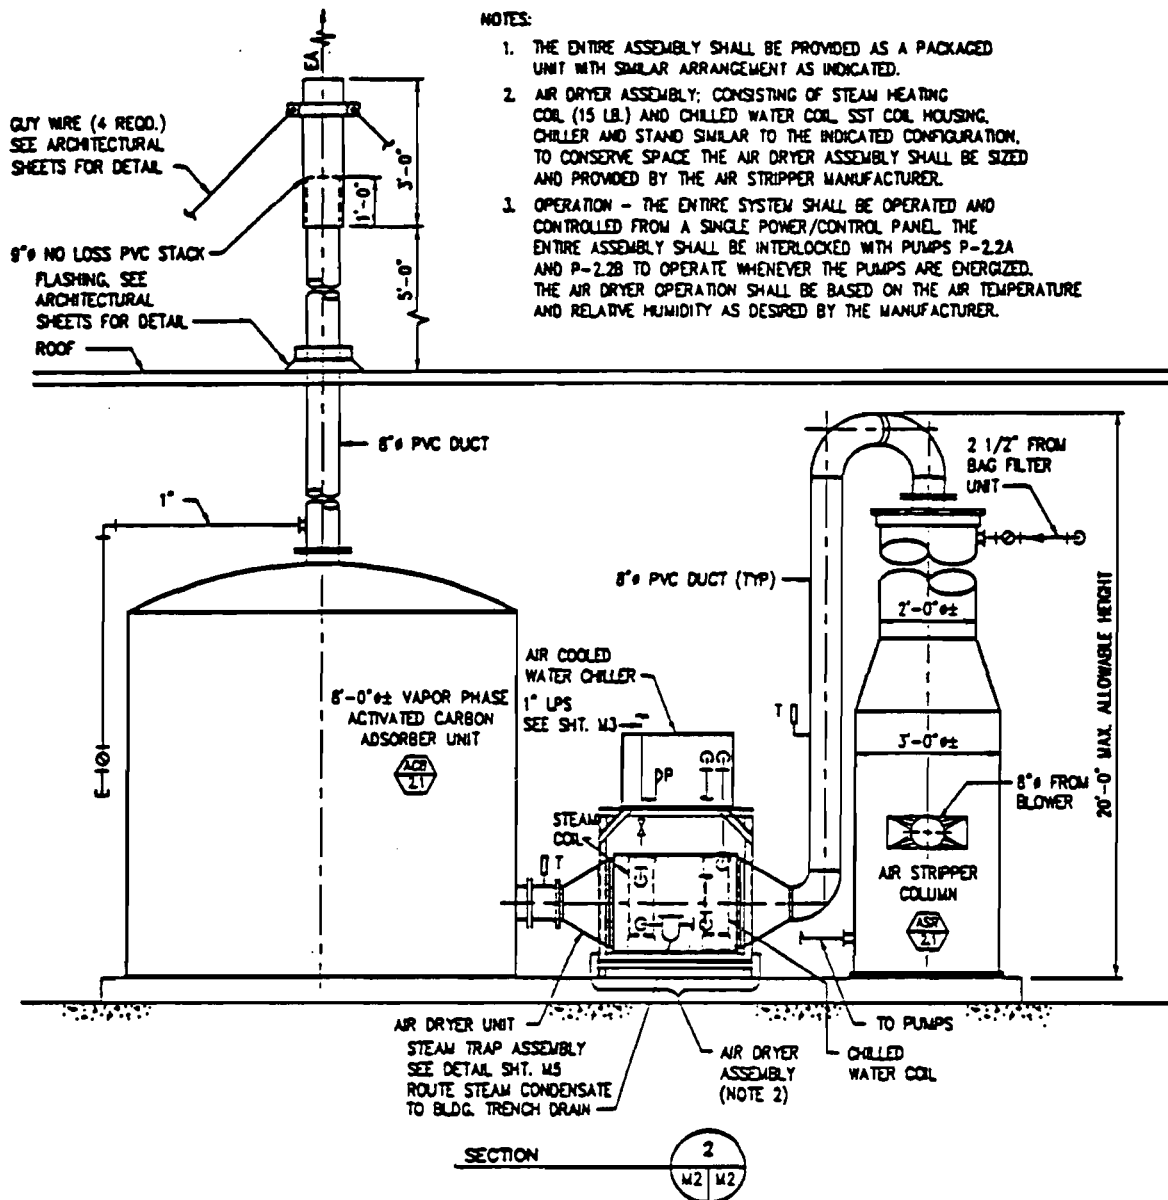 NOTES:
1. THE ENTIRE ASSEMBLY SHALL BE PROVIDED AS A PACKAGED
UNIT WITH SIMILAR ARRANGEMENT AS INDICATED.
2. AIR DRYER ASSEMBLY; CONSISTING OF STEAM HEATING
COIL (15 LB.) AND CHILLED WATER COIL, SST COIL HOUSING,
CHILLER AND STAND SIMILAR TO THE INDICATED CONFIGURATION.
TO CONSERVE SPACE THE AIR DRYER ASSEMBLY SHALL BE SIZED
AND PROVIDED BY THE AIR STRIPPER MANUFACTURER.
3. OPERATION - THE ENTIRE SYSTEM SHALL BE OPERATED AND
CONTROLLED FROM A SINGLE POWER/CONTROL PANEL. THE
ENTIRE ASSEMBLY SHALL BE INTERLOCKED WITH PUMPS P-2.2A
AND P-2.2B TO OPERATE WHENEVER THE PUMPS ARE ENERGIZED.
THE AIR DRYER OPERATION SHALL BE BASED ON THE AIR TEMPERATURE
AND RELATIVE HUMIDITY AS DESIRED BY THE MANUFACTURER.
EA
GUY WIRE (4 REQD.)
SEE ARCHITECTURAL
SHEETS FOR DETAIL
3'-0"
1'-0"
8"ø NO LOSS PVC STACK
FLASHING, SEE
ARCHITECTURAL
SHEETS FOR DETAIL
5'-0"
ROOF
8"ø PVC DUCT
1"
2 1/2" FROM
BAG FILTER
UNIT
8"ø PVC DUCT (TYP)
2'-0"ø±
20'-0" MAX. ALLOWABLE HEIGHT
AIR COOLED
WATER CHILLER
1" LPS
SEE SHT. M3
8'-0"ø± VAPOR PHASE
ACTIVATED CARBON
ADSORBER UNIT
ACB
2.1
T
3'-0"ø±
8"ø FROM
BLOWER
STEAM
COIL
T
AIR STRIPPER
COLUMN
ASR
2.1
AIR DRYER UNIT
STEAM TRAP ASSEMBLY
SEE DETAIL SHT. M5
ROUTE STEAM CONDENSATE
TO BLDG. TRENCH DRAIN
AIR DRYER
ASSEMBLY
(NOTE 2)
TO PUMPS
CHILLED
WATER COIL
SECTION
2
M2 M2